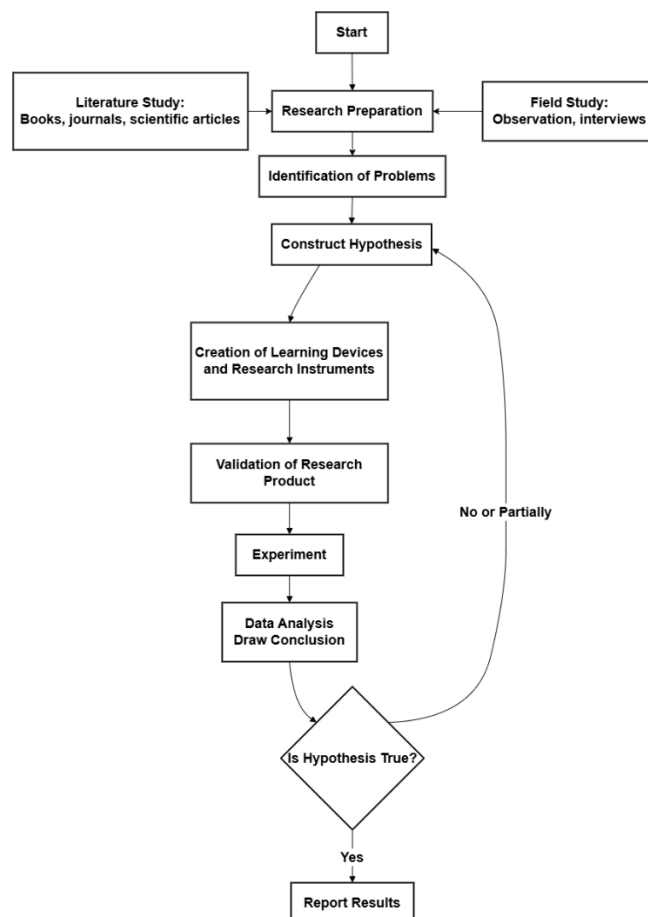 Start
Literature Study:
Books, journals, scientific articles
Research Preparation
Field Study:
Observation, interviews
Identification of Problems
Construct Hypothesis
Creation of Learning Devices
and Research Instruments
Validation of Research
Product
No or Partially
Experiment
Data Analysis
Draw Conclusion
Is Hypothesis True?
Yes
Report Results